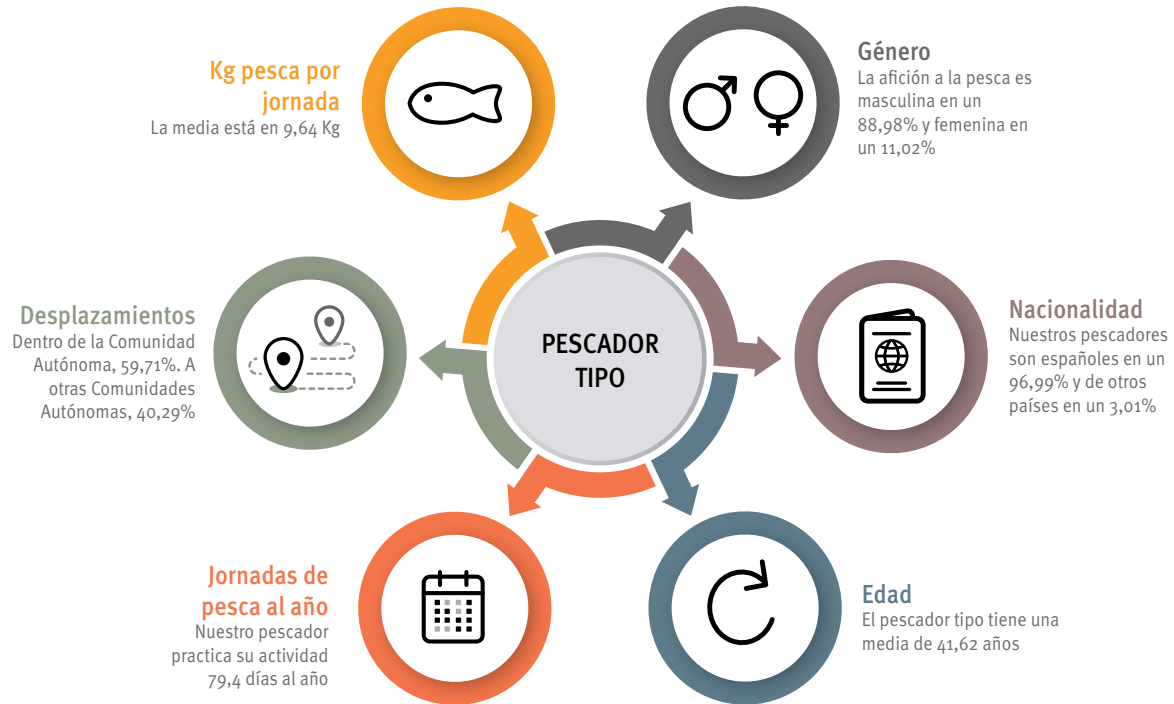 Kg pesca por
jornada
La media está en 9,64 Kg
Género
La afición a la pesca es
masculina en un
88,98% y femenina en
un 11,02%
Desplazamientos
Dentro de la Comunidad
Autónoma, 59,71%. A
otras Comunidades
Autónomas, 40,29%
PESCADOR
TIPO
Nacionalidad
Nuestros pescadores
son españoles en un
96,99% y de otros
países en un 3,01%
Jornadas de
pesca al año
Nuestro pescador
practica su actividad
79,4 días al año
Edad
El pescador tipo tiene una
media de 41,62 años